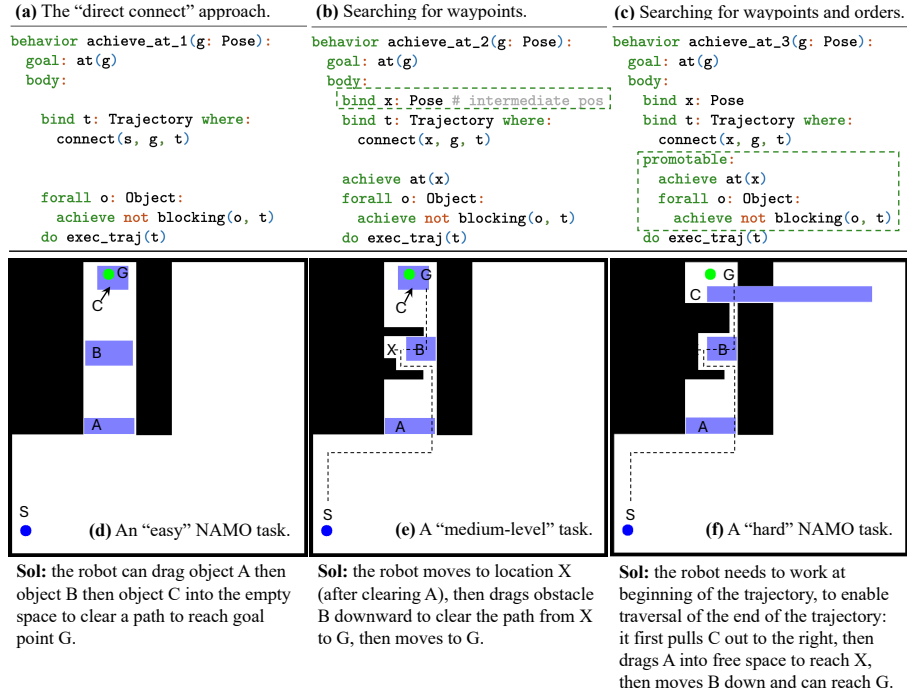 (a) The “direct connect” approach.
behavior achieve_at_1(g: Pose):
goal: at(g)
body:
bind t: Trajectory where:
connect(s, g, t)
forall o: Object:
achieve not blocking(o, t)
do exec_traj(t)
(b) Searching for waypoints.
behavior achieve_at_2(g: Pose):
goal: at(g)
body:
bind x: Pose # intermediate pos
bind t: Trajectory where:
connect(x, g, t)
achieve at(x)
forall o: Object:
achieve not blocking(o, t)
do exec_traj(t)
(c) Searching for waypoints and orders.
behavior achieve_at_3(g: Pose):
goal: at(g)
body:
bind x: Pose
bind t: Trajectory where:
connect(x, g, t)
promotable:
achieve at(x)
forall o: Object:
achieve not blocking(o, t)
do exec_traj(t)
G
C
B
A
S
(d) An “easy” NAMO task.
G
C
X
B
A
S
(e) A “medium-level” task.
G
C
B
A
S
(f) A “hard” NAMO task.
Sol: the robot can drag object A then
object B then object C into the empty
space to clear a path to reach goal
point G.
Sol: the robot moves to location X
(after clearing A), then drags obstacle
B downward to clear the path from X
to G, then moves to G.
Sol: the robot needs to work at
beginning of the trajectory, to enable
traversal of the end of the trajectory:
it first pulls C out to the right, then
drags A into free space to reach X,
then moves B down and can reach G.